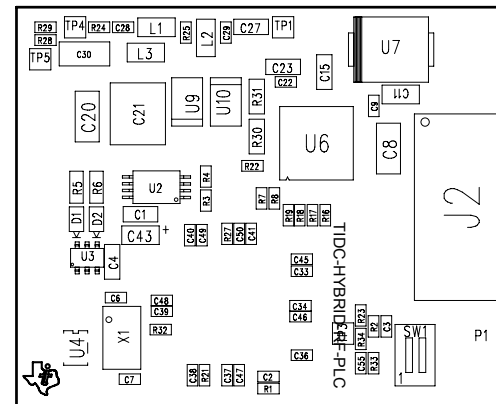 R29
R28
TP4
R24
C28
L1
R25
L2
C29
C27
TP1
TP5
C30
L3
U7
C23
C22
C15
C11
C9
C20
C21
U9
U10
R31
R30
U6
C8
R22
J2
R5
R6
U2
R4
R3
R7
R8
D1
D2
C1
C43
+
R19
R18
R17
R16
C40
C49
R27
C50
C41
U3
C4
C45
C33
TIDC-HYBRID-RF-PLC
C6
C48
C39
R32
X1
U4
C34
C46
C36
R23
R34
R2
C3
SW1
P1
C7
C38
R21
C37
C47
C2
R1
C55
R33
1